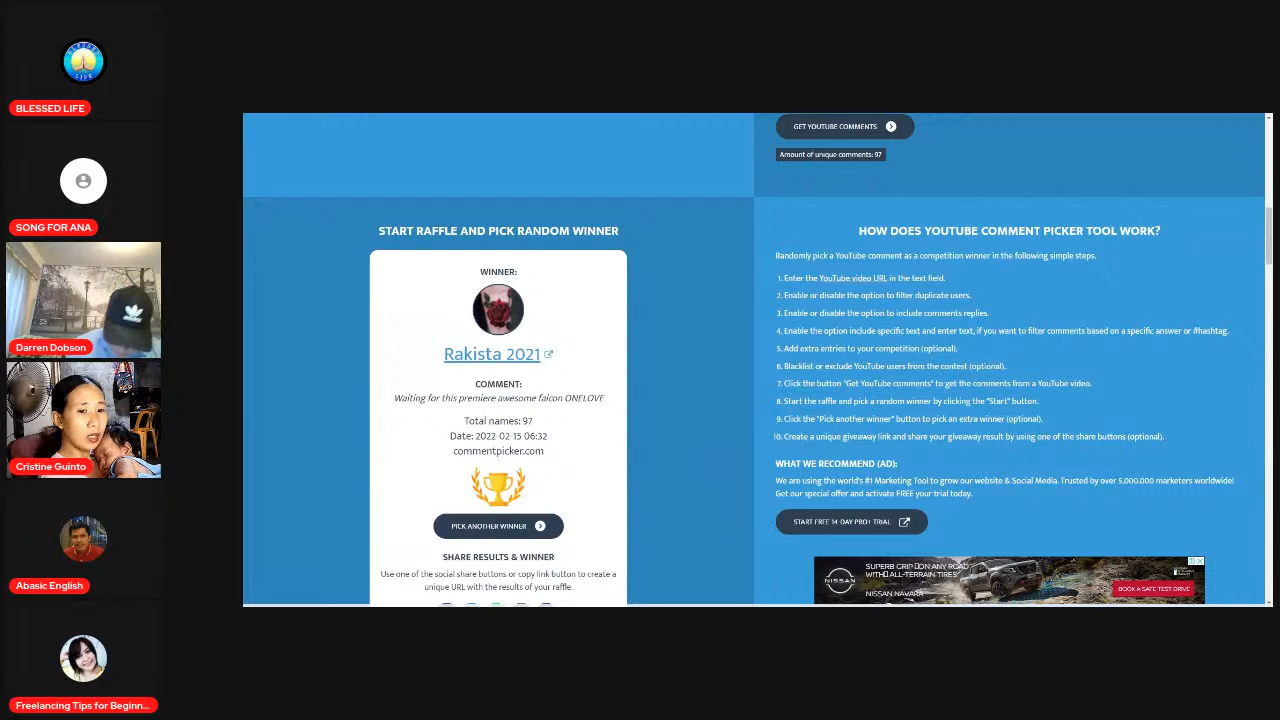 BLESSED LIFE
SONG FOR ANA
Darren Dobson
Cristine Guinto
Abasic English
Freelancing Tips for Beginn...
GET YOUTUBE COMMENTS
Amount of unique comments: 97
START RAFFLE AND PICK RANDOM WINNER
WINNER:
Rakista 2021
COMMENT:
Waiting for this premiere awesome falcon ONELOVE
Total names: 97
Date: 2022-02-15 06:32
commentpicker.com
PICK ANOTHER WINNER
SHARE RESULTS & WINNER
Use one of the social share buttons or copy link button to create a
unique URL with the results of your raffle.
HOW DOES YOUTUBE COMMENT PICKER TOOL WORK?
Randomly pick a YouTube comment as a competition winner in the following simple steps.
1. Enter the YouTube video URL in the text field.
2. Enable or disable the option to filter duplicate users.
3. Enable or disable the option to include comments replies.
4. Enable the option include specific text and enter text, if you want to filter comments based on a specific answer or #hashtag.
5. Add extra entries to your competition (optional).
6. Blacklist or exclude YouTube users from the contest (optional).
7. Click the button "Get YouTube comments" to get the comments from a YouTube video.
8. Start the raffle and pick a random winner by clicking the "Start" button.
9. Click the "Pick another winner" button to pick an extra winner (optional).
10. Create a unique giveaway link and share your giveaway result by using one of the share buttons (optional).
WHAT WE RECOMMEND (AD):
We are using the world's #1 Marketing Tool to grow our website & Social Media. Trusted by over 5.000.000 marketers worldwide!
Get our special offer and activate FREE your trial today.
START FREE 14-DAY PRO+ TRIAL
NISSAN
SUPERB GRIP ON ANY ROAD
WITH ALL-TERRAIN TIRES
NISSAN NAVARA
BOOK A SAFE TEST DRIVE